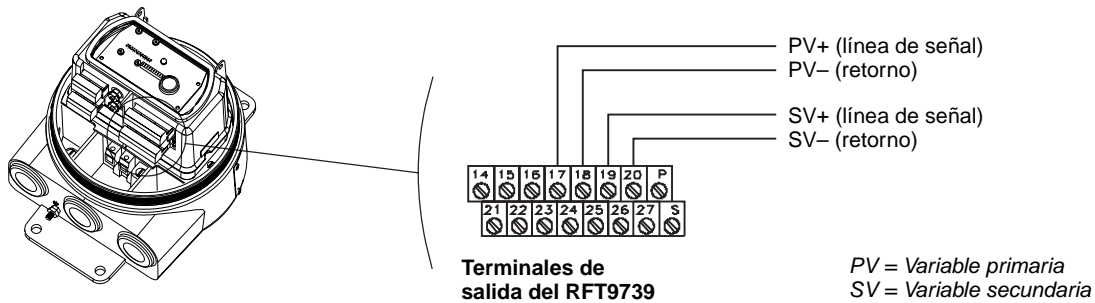 PV+ (línea de señal)
PV– (retorno)
SV+ (línea de señal)
SV– (retorno)
14 15 16 17 18 19 20 P
21 22 23 24 25 26 27 S
Terminales de
salida del RFT9739
PV = Variable primaria
SV = Variable secundaria